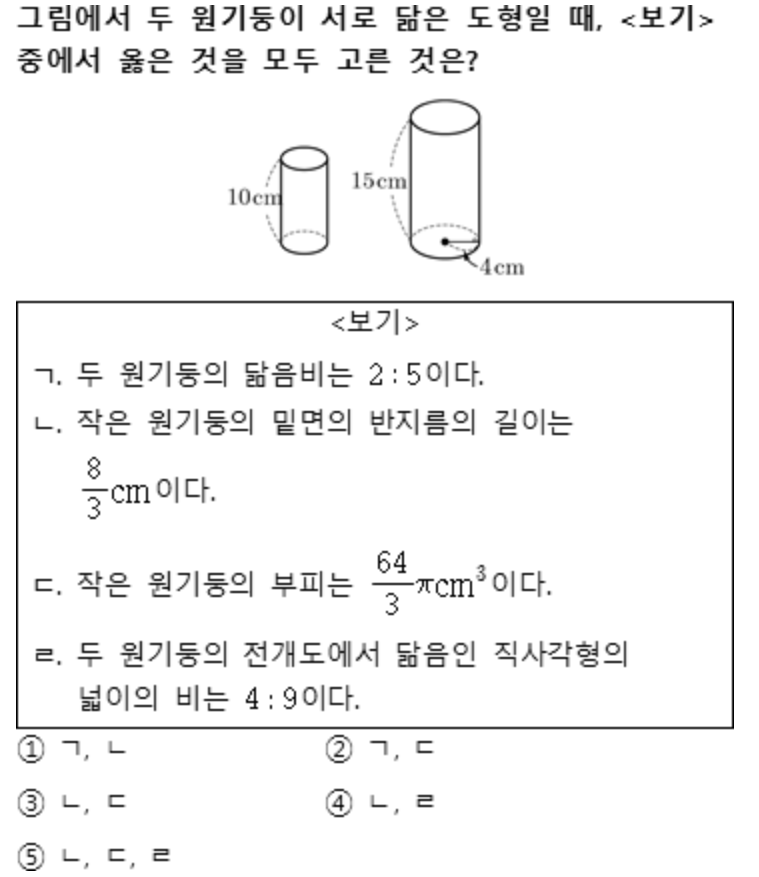 그림에서 두 원기둥이 서로 닮은 도형일 때, <보기>
중에서 옳은 것을 모두 고른 것은?
10cm
15cm
4cm
<보기>
ㄱ. 두 원기둥의 닮음비는 2:5이다.
ㄴ. 작은 원기둥의 밑면의 반지름의 길이는
8/3 cm이다.
ㄷ. 작은 원기둥의 부피는 64/3 πcm³이다.
ㄹ. 두 원기둥의 전개도에서 닮음인 직사각형의
넓이의 비는 4:9이다.
① ㄱ, ㄴ ② ㄱ, ㄷ
③ ㄴ, ㄷ ④ ㄴ, ㄹ
⑤ ㄴ, ㄷ, ㄹ